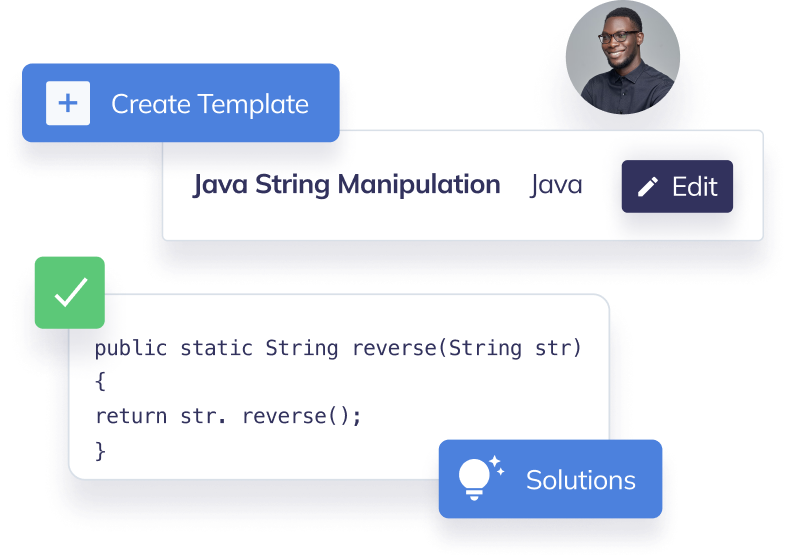 Create Template
Java String Manipulation Java Edit
public static String reverse(String str)
{
return str. reverse();
}
Solutions